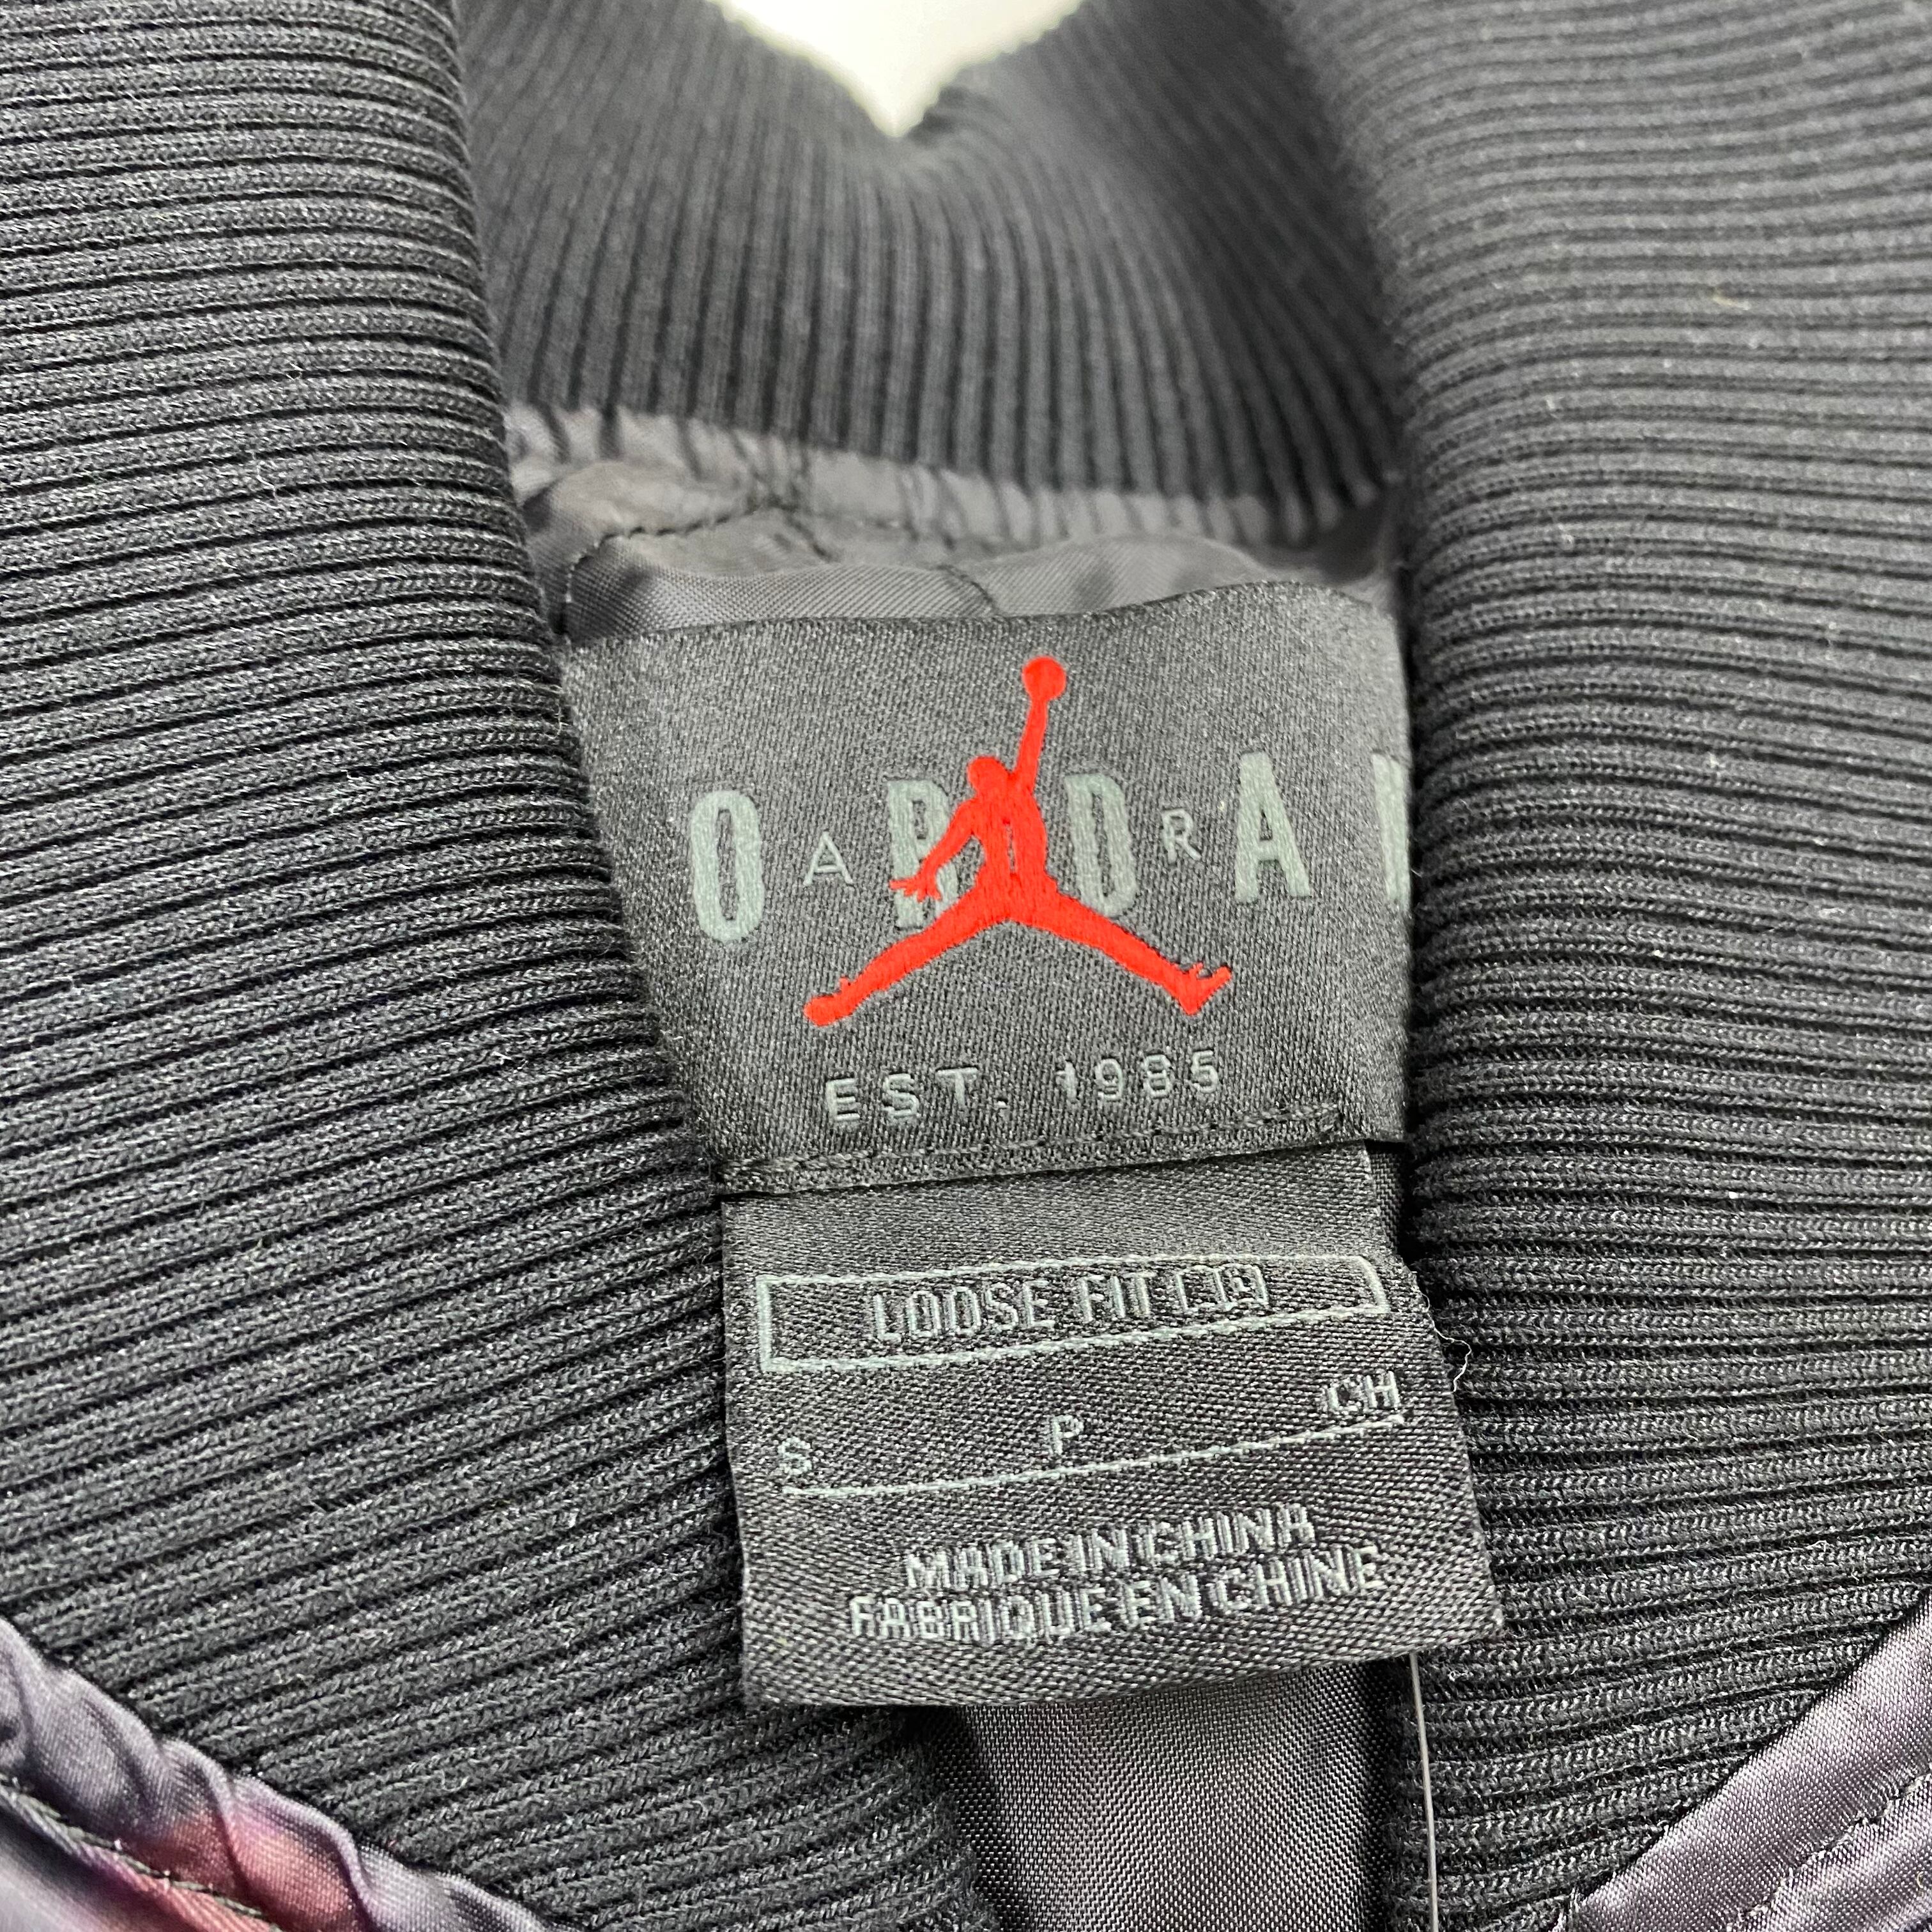 O A R D R A N
EST. 1985
LOOSE FIT
S P CH
MADE IN CHINA
FABRIQUE EN CHINE